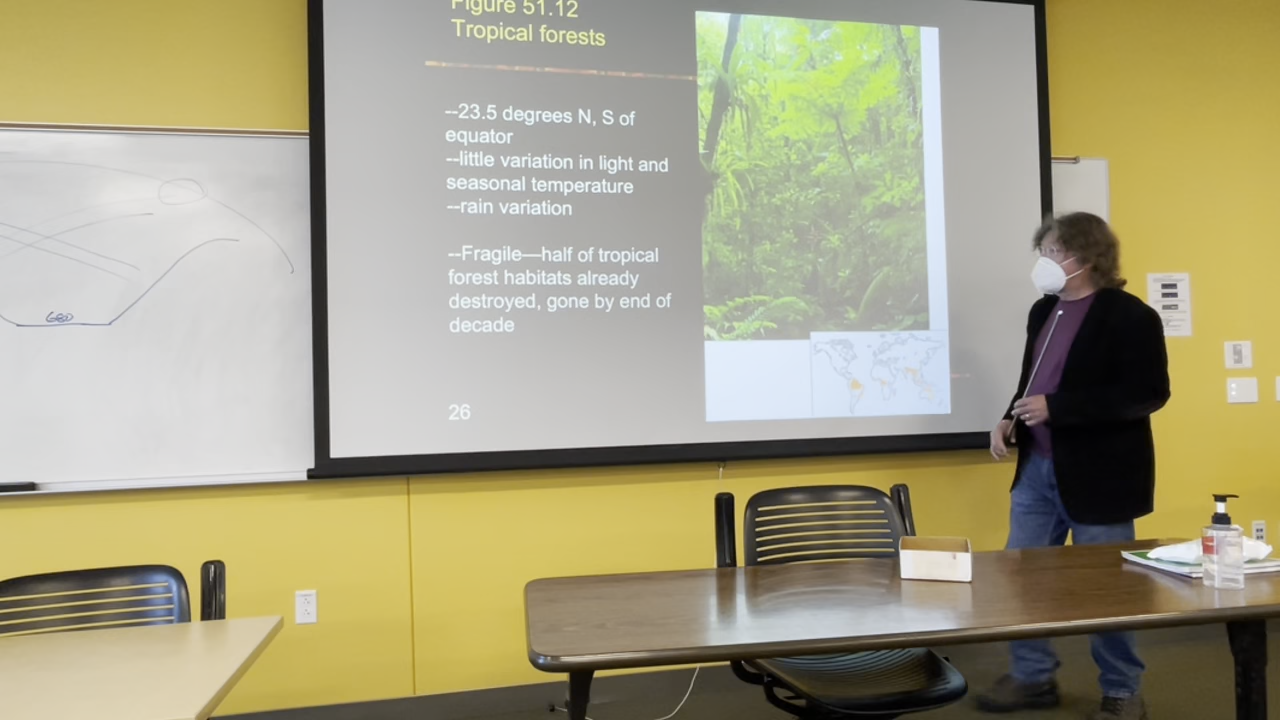 Figure 51.12
Tropical forests
--23.5 degrees N, S of
equator
--little variation in light and
seasonal temperature
--rain variation
--Fragile—half of tropical
forest habitats already
destroyed, gone by end of
decade
26